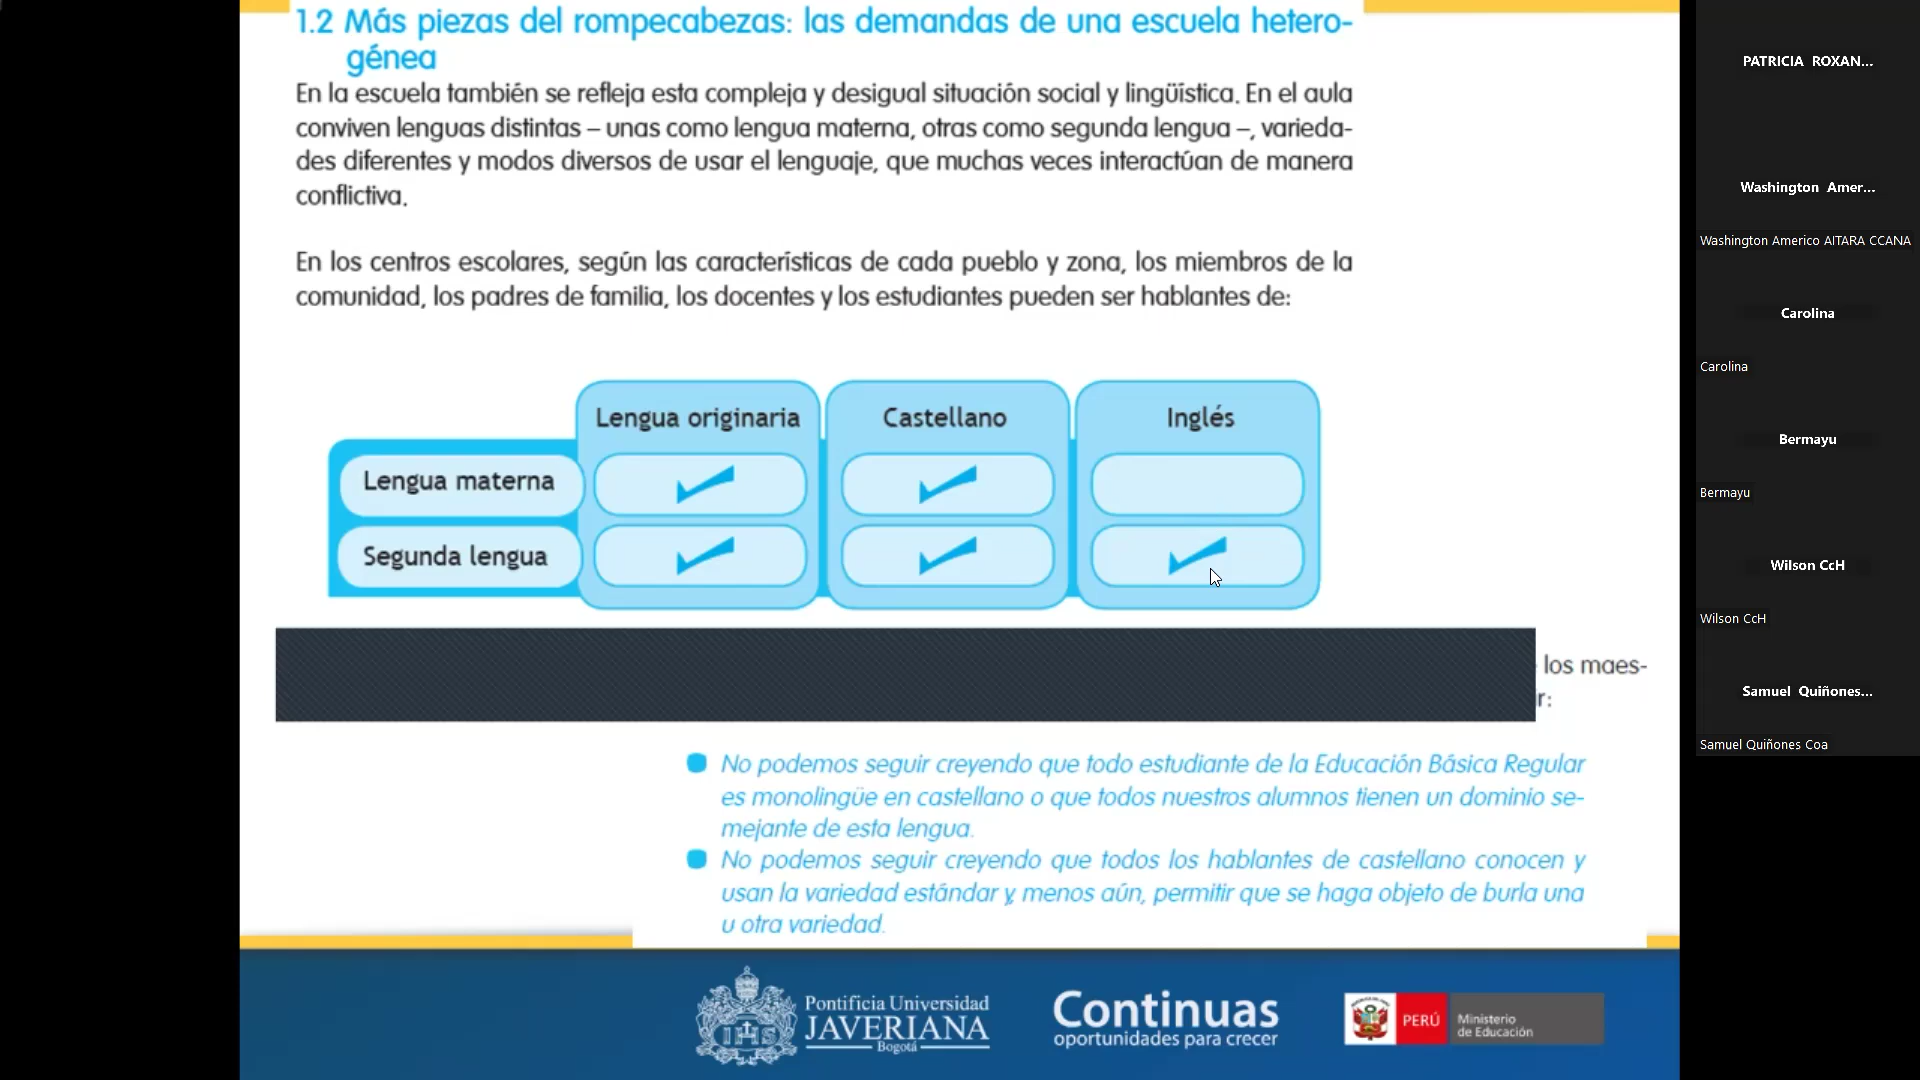 1.2 Más piezas del rompecabezas: las demandas de una escuela hetero-
génea
En la escuela también se refleja esta compleja y desigual situación social y lingüística. En el aula
conviven lenguas distintas – unas como lengua materna, otras como segunda lengua –, varieda-
des diferentes y modos diversos de usar el lenguaje, que muchas veces interactúan de manera
conflictiva.
En los centros escolares, según las características de cada pueblo y zona, los miembros de la
comunidad, los padres de familia, los docentes y los estudiantes pueden ser hablantes de:
Lengua originaria Castellano Inglés
Lengua materna
Segunda lengua
los maes-
r:
No podemos seguir creyendo que todo estudiante de la Educación Básica Regular
es monolingüe en castellano o que todos nuestros alumnos tienen un dominio se-
mejante de esta lengua.
No podemos seguir creyendo que todos los hablantes de castellano conocen y
usan la variedad estándar y, menos aún, permitir que se haga objeto de burla una
u otra variedad.
Pontificia Universidad
JAVERIANA
Bogotá
Continuas
oportunidades para crecer
PERÚ
Ministerio
de Educación
PATRICIA ROXAN...
Washington Amer...
Washington Americo AITARA CCANA
Carolina
Carolina
Bermayu
Bermayu
Wilson CcH
Wilson CcH
Samuel Quiñones...
Samuel Quiñones Coa